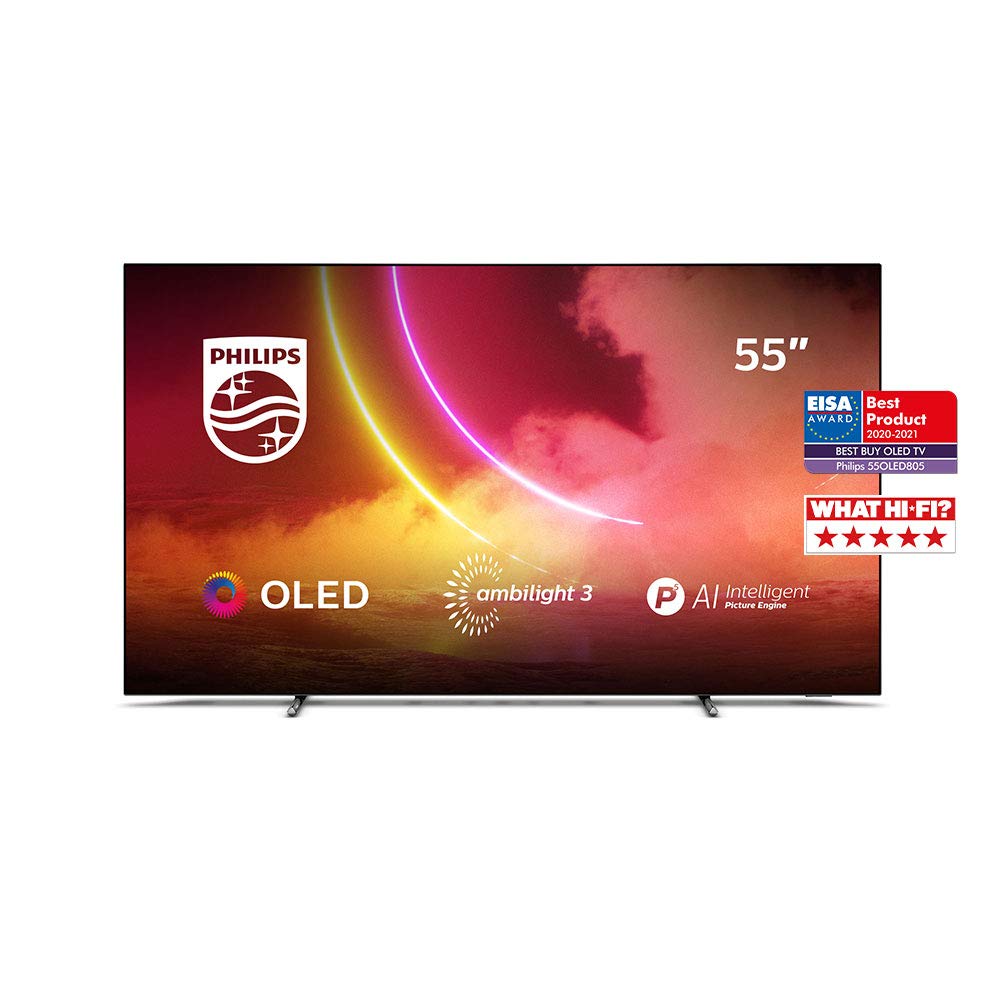 PHILIPS
55"
EISA
AWARD
Best
Product
2020-2021
BEST BUY OLED TV
Philips 55OLED805
WHAT HI★FI?
OLED
ambilight 3
P5 AI Intelligent
Picture Engine